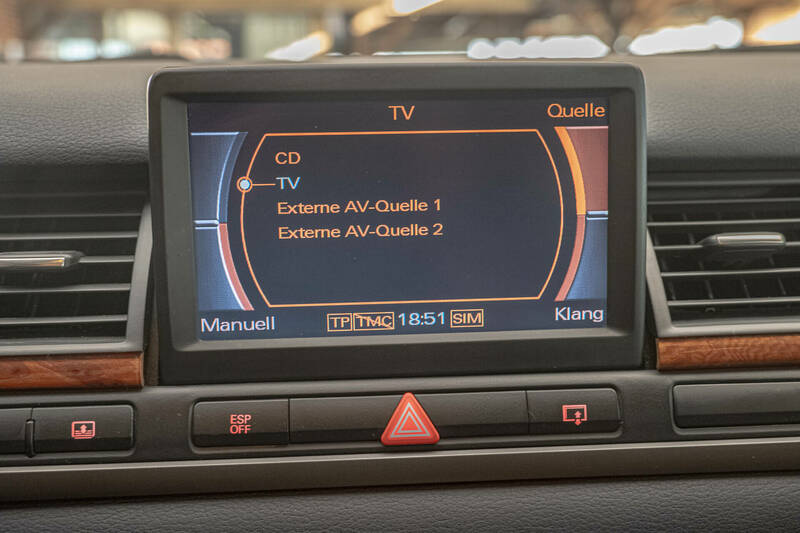 TV
Quelle
CD
TV
Externe AV-Quelle 1
Externe AV-Quelle 2
Manuell
TP TMC 18:51 SIM
Klang
ESP
OFF